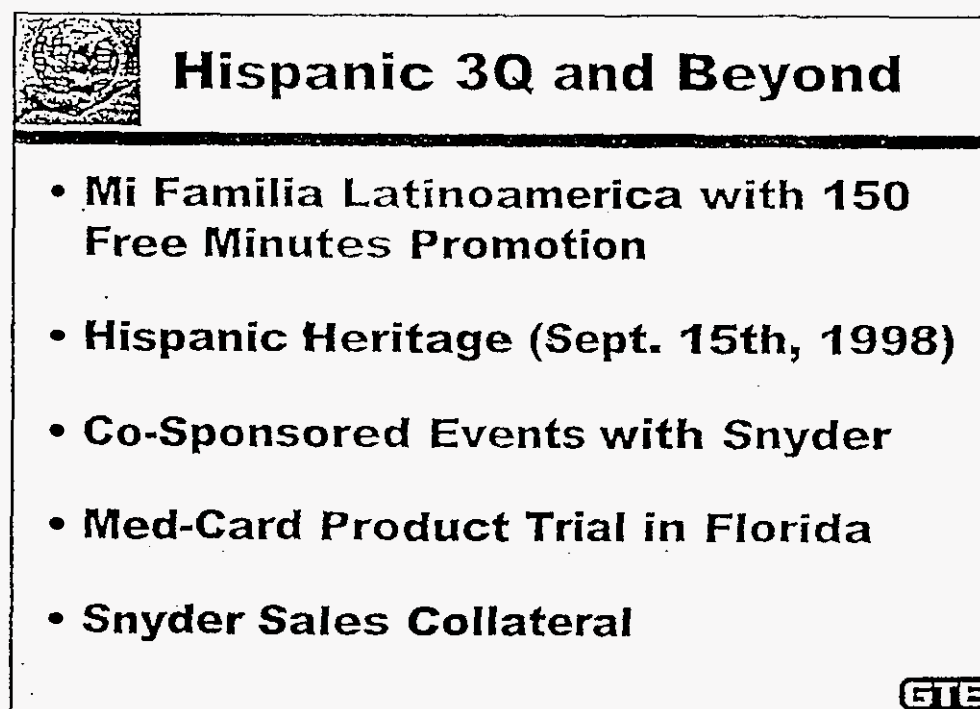 Hispanic 3Q and Beyond
• Mi Familia Latinoamerica with 150
Free Minutes Promotion
• Hispanic Heritage (Sept. 15th, 1998)
• Co-Sponsored Events with Snyder
• Med-Card Product Trial in Florida
• Snyder Sales Collateral
GTE